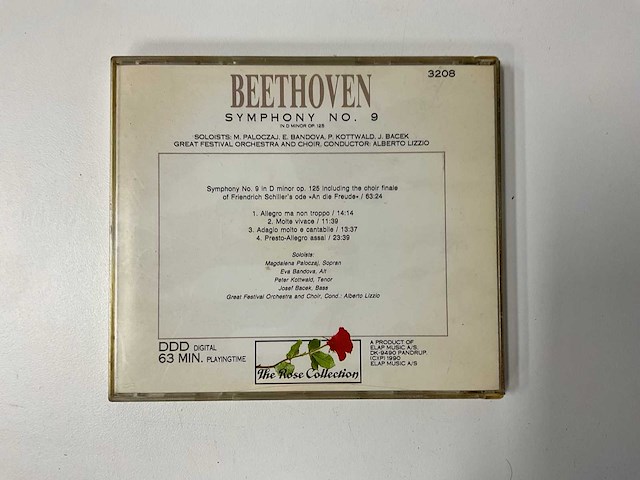 3208
BEETHOVEN
SYMPHONY NO. 9
IN D MINOR OP. 125
SOLOISTS: M. PALOCZAJ, E. BANDOVA, P. KOTTWALD, J. BACEK
GREAT FESTIVAL ORCHESTRA AND CHOIR, CONDUCTOR: ALBERTO LIZZIO
Symphony No. 9 in D minor op. 125 including the choir finale
of Friendrich Schiller's ode «An die Freude» / 63:24
1. Allegro ma non troppo / 14:14
2. Molte vivace / 11:39
3. Adagio molto e cantabile / 13:37
4. Presto-Allegro assai / 23:39
Soloists:
Magdalena Paloczaj, Sopran
Eva Bandova, Alt
Peter Kottwald, Tenor
Josef Bacek, Bass
Great Festival Orchestra and Choir, Cond.: Alberto Lizzio
DDD DIGITAL
63 MIN. PLAYINGTIME
The Rose Collection
A PRODUCT OF
ELAP MUSIC A/S.
DK-9490 PANDRUP.
(C)(P) 1990
ELAP MUSIC A/S